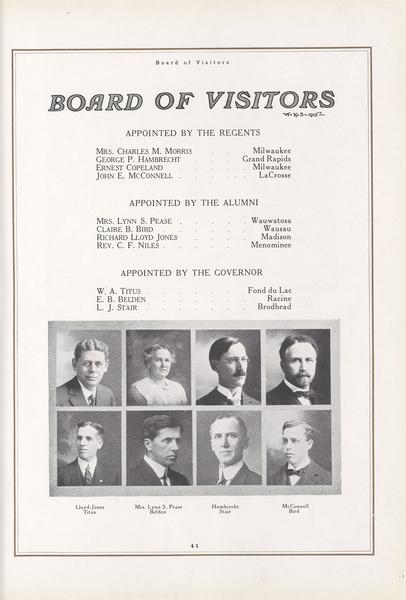 Board of Visitors
BOARD OF VISITORS
APPOINTED BY THE REGENTS
MRS. CHARLES M. MORRIS . . . Milwaukee
GEORGE P. HAMBRECHT . . . Grand Rapids
ERNEST COPELAND . . . . . Milwaukee
JOHN E. MCCONNELL . . . . . . LaCrosse
APPOINTED BY THE ALUMNI
MRS. LYNN S. PEASE . . . . . Wauwatosa
CLAIRE B. BIRD . . . . . . Wausau
RICHARD LLOYD JONES . . . . . Madison
REV. C. F. NILES . . . . . . Menominee
APPOINTED BY THE GOVERNOR
W. A. TITUS . . . . . . . Fond du Lac
E. B. BELDEN . . . . . . . Racine
L. J. STAIR . . . . . . . Brodhead
Lloyd-Jones Mrs. Lynn S. Pease Hambrecht McConnell
Titus Belden Stair Bird
41